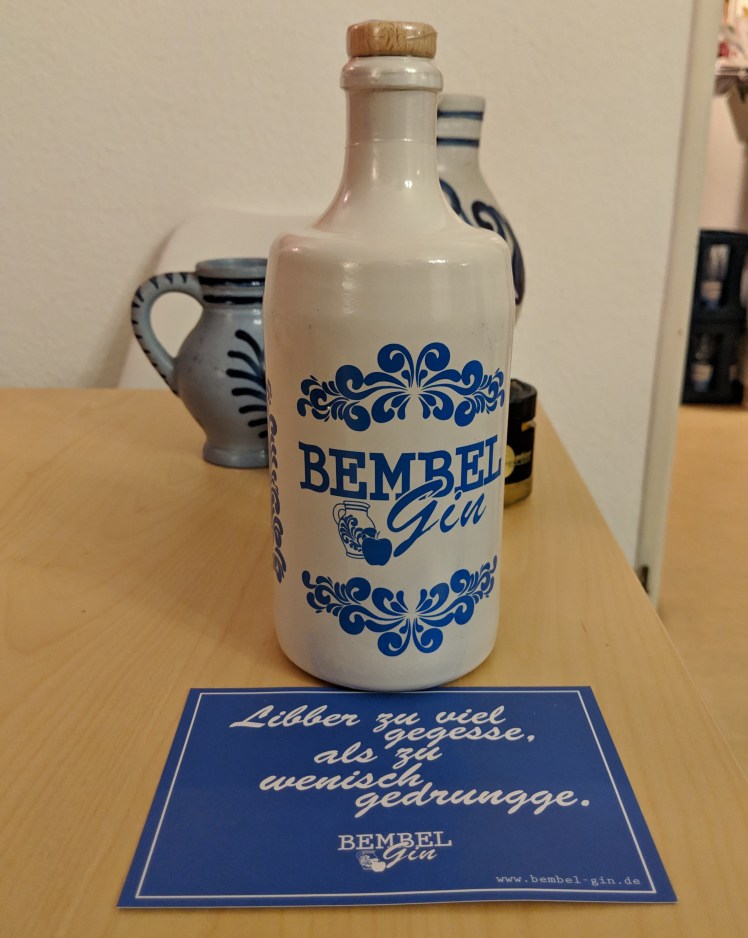 BEMBEL
Gin
Libber zu viel
gegesse,
als zu
wenisch
gedrungge.
BEMBEL
Gin
www.bembel-gin.de